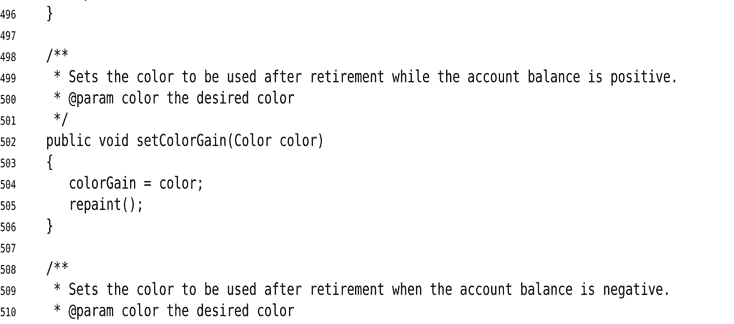 496 }
497
498 /**
499 * Sets the color to be used after retirement while the account balance is positive.
500 * @param color the desired color
501 */
502 public void setColorGain(Color color)
503 {
504 colorGain = color;
505 repaint();
506 }
507
508 /**
509 * Sets the color to be used after retirement when the account balance is negative.
510 * @param color the desired color